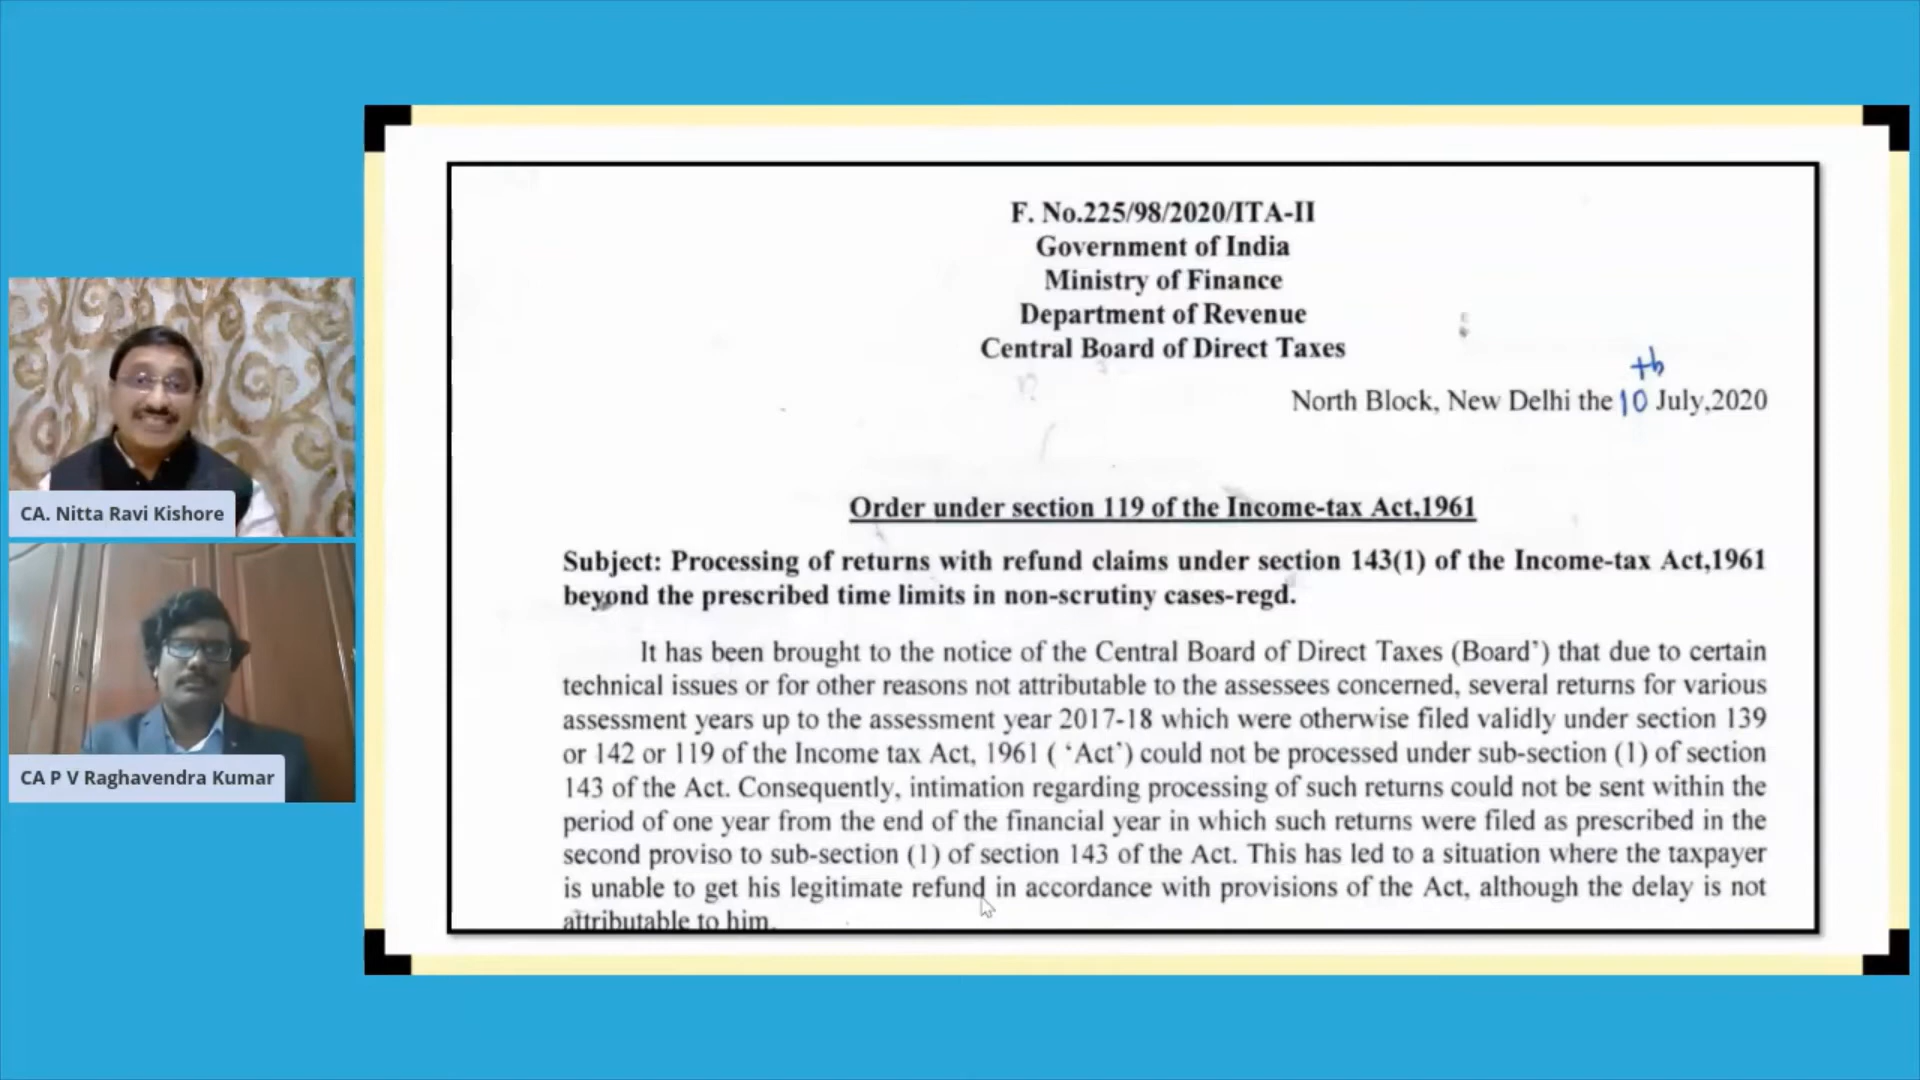 F. No.225/98/2020/ITA-II
Government of India
Ministry of Finance
Department of Revenue
Central Board of Direct Taxes
North Block, New Delhi the 10th July,2020
Order under section 119 of the Income-tax Act,1961
Subject: Processing of returns with refund claims under section 143(1) of the Income-tax Act,1961
beyond the prescribed time limits in non-scrutiny cases-regd.
It has been brought to the notice of the Central Board of Direct Taxes (Board’) that due to certain
technical issues or for other reasons not attributable to the assessees concerned, several returns for various
assessment years up to the assessment year 2017-18 which were otherwise filed validly under section 139
or 142 or 119 of the Income tax Act, 1961 ( ‘Act’) could not be processed under sub-section (1) of section
143 of the Act. Consequently, intimation regarding processing of such returns could not be sent within the
period of one year from the end of the financial year in which such returns were filed as prescribed in the
second proviso to sub-section (1) of section 143 of the Act. This has led to a situation where the taxpayer
is unable to get his legitimate refund in accordance with provisions of the Act, although the delay is not
attributable to him.
CA. Nitta Ravi Kishore
CA P V Raghavendra Kumar